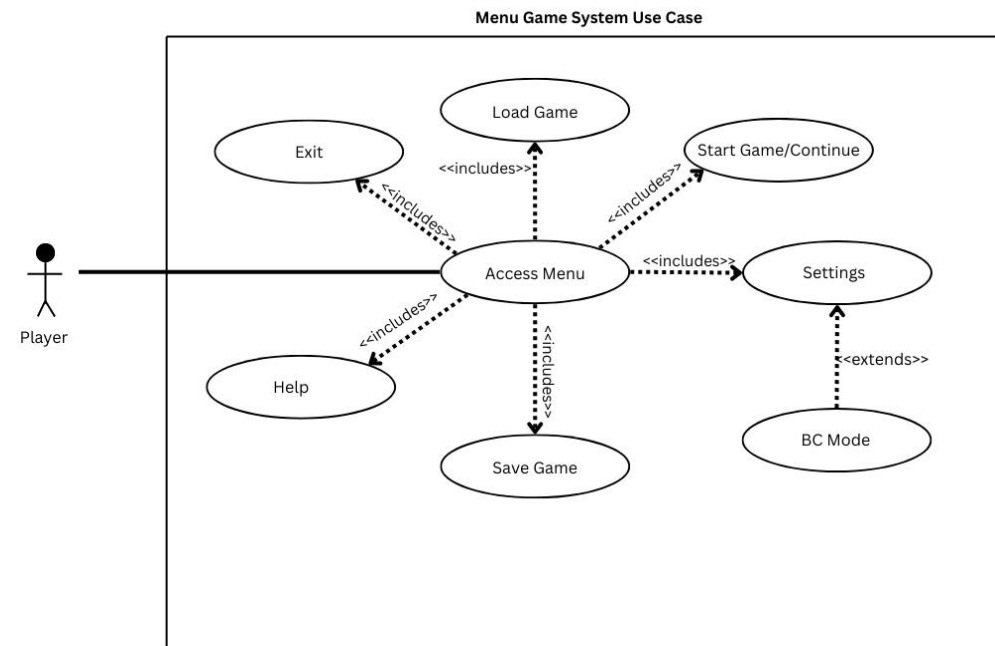 Menu Game System Use Case
Load Game
Exit
Start Game/Continue
<<includes>>
<<includes>>
<<includes>>
<<includes>>
Access Menu
Settings
Player
<<includes>>
<<includes>>
<<extends>>
Help
BC Mode
Save Game